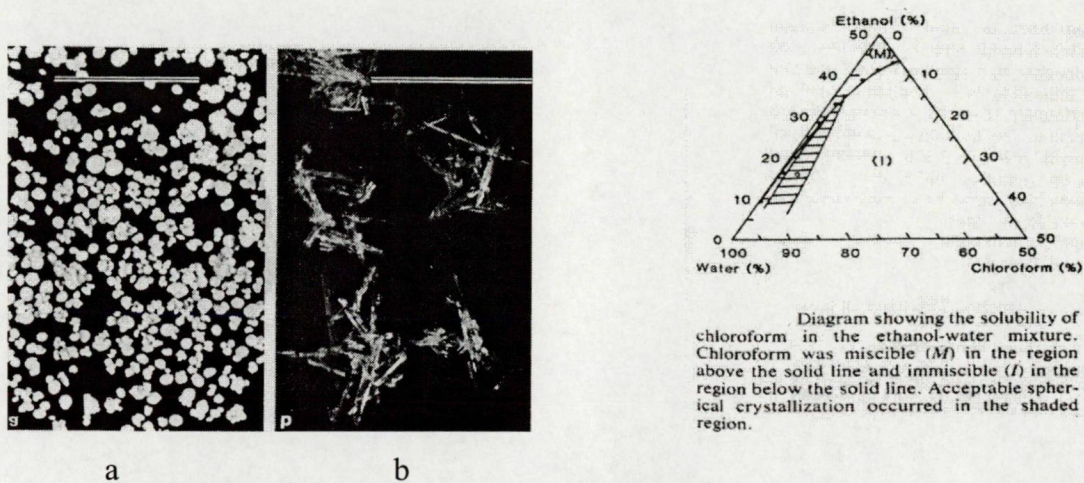 s
p
a
b
Ethanol (%)
50 0
(M)
40 10
30 20
20 (I) 30
s
10 40
0 50
100 90 80 70 60 50
Water (%) Chloroform (%)
Diagram showing the solubility of
chloroform in the ethanol-water mixture.
Chloroform was miscible (M) in the region
above the solid line and immiscible (I) in the
region below the solid line. Acceptable spher-
ical crystallization occurred in the shaded
region.